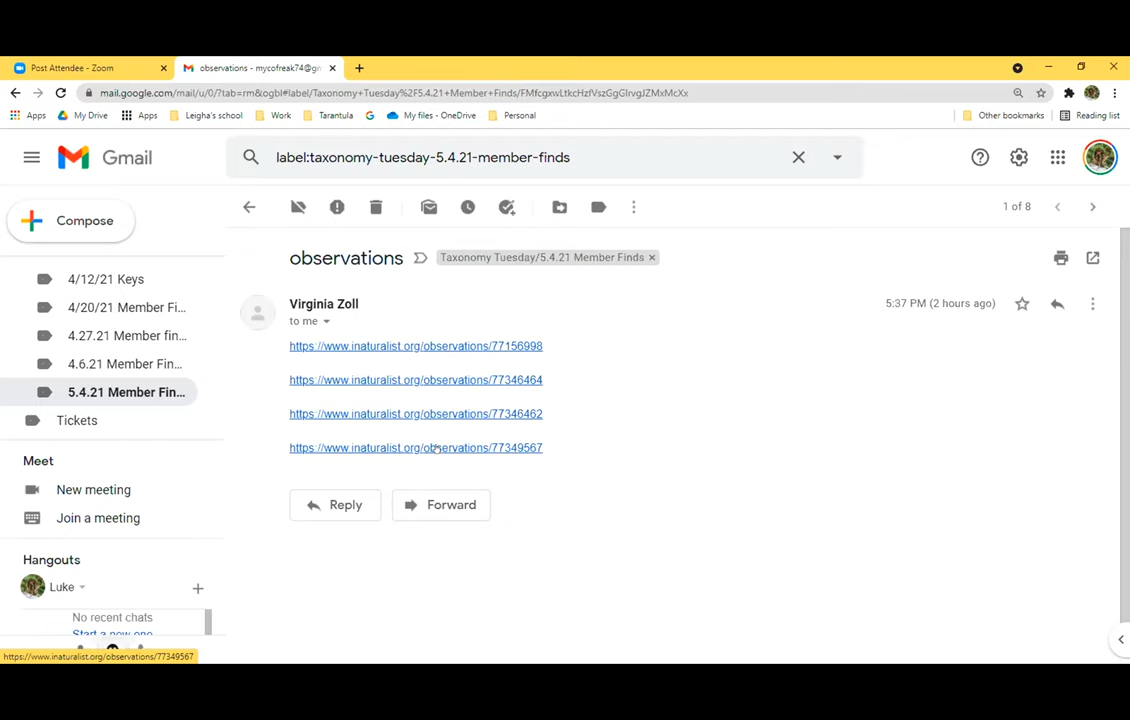 Post Attendee - Zoom
observations - mycofreak74@gm
mail.google.com/mail/u/0/?tab=rm&ogbl#label/Taxonomy+Tuesday%2F5.4.21+Member+Finds/FMfcgxwLtkcHzfVszGgGlrvgJZMxMcXx
Apps
My Drive
Apps
Leigha's school
Work
Tarantula
My files - OneDrive
Personal
Other bookmarks
Reading list
Gmail
label:taxonomy-tuesday-5.4.21-member-finds
Compose
1 of 8
observations
Taxonomy Tuesday/5.4.21 Member Finds x
4/12/21 Keys
4/20/21 Member Fi...
4.27.21 Member fin...
4.6.21 Member Fin...
5.4.21 Member Fin...
Tickets
Virginia Zoll
5:37 PM (2 hours ago)
to me
https://www.inaturalist.org/observations/77156998
https://www.inaturalist.org/observations/77346464
https://www.inaturalist.org/observations/77346462
https://www.inaturalist.org/observations/77349567
Reply
Forward
Meet
New meeting
Join a meeting
Hangouts
Luke
No recent chats
Start a new one
https://www.inaturalist.org/observations/77349567